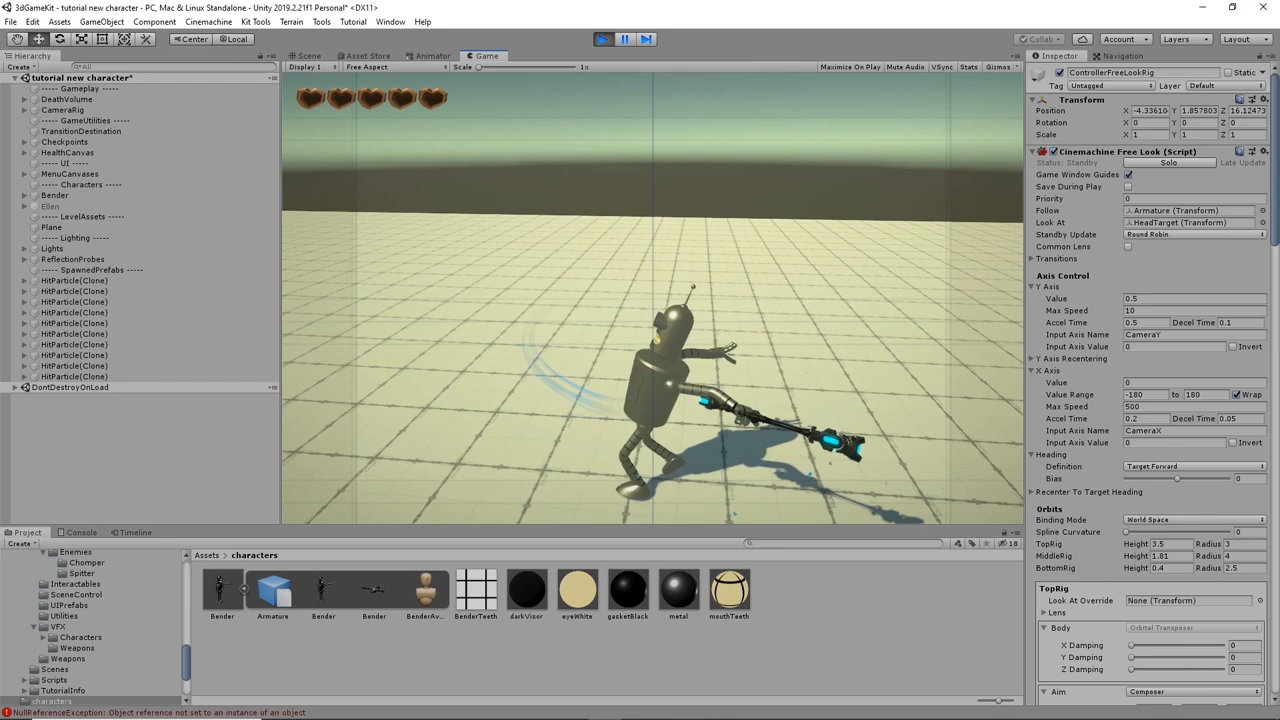 3dGameKit - tutorial new character - PC, Mac & Linux Standalone - Unity 2019.2.21f1 Personal* <DX11>
File Edit Assets GameObject Component Cinemachine Kit Tools Terrain Tools Tutorial Window Help
Center Local Collab Account Layers Layout
Hierarchy Scene Asset Store Animator Game Inspector Navigation
Create All Display 1 Free Aspect Scale 1x Maximize On Play Mute Audio VSync Stats Gizmos
tutorial new character*
----- Gameplay -----
DeathVolume
CameraRig
----- GameUtilities -----
TransitionDestination
Checkpoints
HealthCanvas
----- UI -----
MenuCanvases
----- Characters -----
Bender
Ellen
----- LevelAssets -----
Plane
----- Lighting -----
Lights
ReflectionProbes
----- SpawnedPrefabs -----
HitParticle(Clone)
HitParticle(Clone)
HitParticle(Clone)
HitParticle(Clone)
HitParticle(Clone)
HitParticle(Clone)
HitParticle(Clone)
HitParticle(Clone)
HitParticle(Clone)
HitParticle(Clone)
DontDestroyOnLoad
ControllerFreeLookRig Static
Tag Untagged Layer Default
Transform
Position X -4.33610 Y 1.857803 Z 16.12473
Rotation X 0 Y 0 Z 0
Scale X 1 Y 1 Z 1
Cinemachine Free Look (Script)
Status: Standby Solo Late Update
Game Window Guides
Save During Play
Priority 0
Follow Armature (Transform)
Look At HeadTarget (Transform)
Standby Update Round Robin
Common Lens
Transitions
Axis Control
Y Axis
Value 0.5
Max Speed 10
Accel Time 0.5 Decel Time 0.1
Input Axis Name CameraY
Input Axis Value 0 Invert
Y Axis Recentering
X Axis
Value 0
Value Range -180 to 180 Wrap
Max Speed 500
Accel Time 0.2 Decel Time 0.05
Input Axis Name CameraX
Input Axis Value 0 Invert
Heading
Definition Target Forward
Bias 0
Recenter To Target Heading
Orbits
Binding Mode World Space
Spline Curvature 0
TopRig Height 3.5 Radius 3
MiddleRig Height 1.81 Radius 4
BottomRig Height 0.4 Radius 2.5
TopRig
Look At Override None (Transform)
Lens
Body Orbital Transposer
X Damping 0
Y Damping 0
Z Damping 0
Aim Composer
Project Console Timeline
Create 18
Enemies
Chomper
Spitter
Interactables
SceneControl
UIPrefabs
Utilities
VFX
Characters
Weapons
Weapons
Scenes
Scripts
TutorialInfo
characters
Assets characters
Bender Armature Bender Bender BenderAv... BenderTeeth darkVisor eyeWhite gasketBlack metal mouthTeeth
NullReferenceException: Object reference not set to an instance of an object